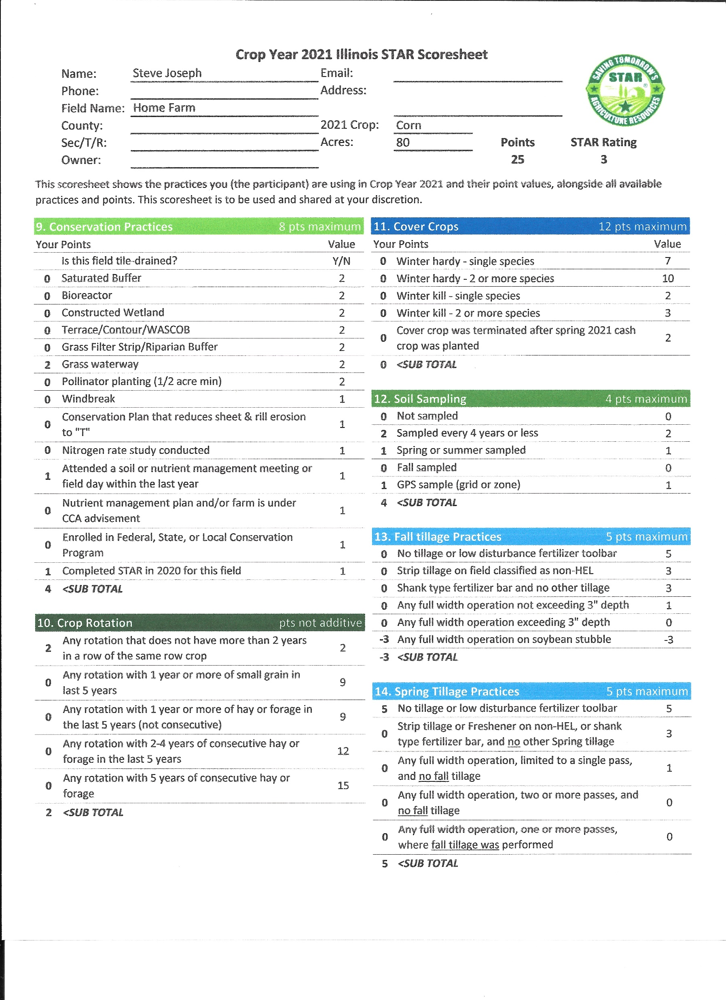 Crop Year 2021 Illinois STAR Scoresheet
Name: Steve Joseph Email:
Phone: Address:
Field Name: Home Farm
County: 2021 Crop: Corn
Sec/T/R: Acres: 80 Points STAR Rating
Owner: 25 3
SAVING TOMORROW'S
STAR
AGRICULTURE RESOURCES
This scoresheet shows the practices you (the participant) are using in Crop Year 2021 and their point values, alongside all available
practices and points. This scoresheet is to be used and shared at your discretion.
9. Conservation Practices 8 pts maximum
Your Points Value
Is this field tile-drained? Y/N
0 Saturated Buffer 2
0 Bioreactor 2
0 Constructed Wetland 2
0 Terrace/Contour/WASCOB 2
0 Grass Filter Strip/Riparian Buffer 2
2 Grass waterway 2
0 Pollinator planting (1/2 acre min) 2
0 Windbreak 1
0 Conservation Plan that reduces sheet & rill erosion
to "T" 1
0 Nitrogen rate study conducted 1
1 Attended a soil or nutrient management meeting or
field day within the last year 1
0 Nutrient management plan and/or farm is under
CCA advisement 1
0 Enrolled in Federal, State, or Local Conservation
Program 1
1 Completed STAR in 2020 for this field 1
4 <SUB TOTAL
10. Crop Rotation pts not additive
2 Any rotation that does not have more than 2 years
in a row of the same row crop 2
0 Any rotation with 1 year or more of small grain in
last 5 years 9
0 Any rotation with 1 year or more of hay or forage in
the last 5 years (not consecutive) 9
0 Any rotation with 2-4 years of consecutive hay or
forage in the last 5 years 12
0 Any rotation with 5 years of consecutive hay or
forage 15
2 <SUB TOTAL
11. Cover Crops 12 pts maximum
Your Points Value
0 Winter hardy - single species 7
0 Winter hardy - 2 or more species 10
0 Winter kill - single species 2
0 Winter kill - 2 or more species 3
0 Cover crop was terminated after spring 2021 cash
crop was planted 2
0 <SUB TOTAL
12. Soil Sampling 4 pts maximum
0 Not sampled 0
2 Sampled every 4 years or less 2
1 Spring or summer sampled 1
0 Fall sampled 0
1 GPS sample (grid or zone) 1
4 <SUB TOTAL
13. Fall tillage Practices 5 pts maximum
0 No tillage or low disturbance fertilizer toolbar 5
0 Strip tillage on field classified as non-HEL 3
0 Shank type fertilizer bar and no other tillage 3
0 Any full width operation not exceeding 3" depth 1
0 Any full width operation exceeding 3" depth 0
-3 Any full width operation on soybean stubble -3
-3 <SUB TOTAL
14. Spring Tillage Practices 5 pts maximum
5 No tillage or low disturbance fertilizer toolbar 5
0 Strip tillage or Freshener on non-HEL, or shank
type fertilizer bar, and no other Spring tillage 3
0 Any full width operation, limited to a single pass,
and no fall tillage 1
0 Any full width operation, two or more passes, and
no fall tillage 0
0 Any full width operation, one or more passes,
where fall tillage was performed 0
5 <SUB TOTAL